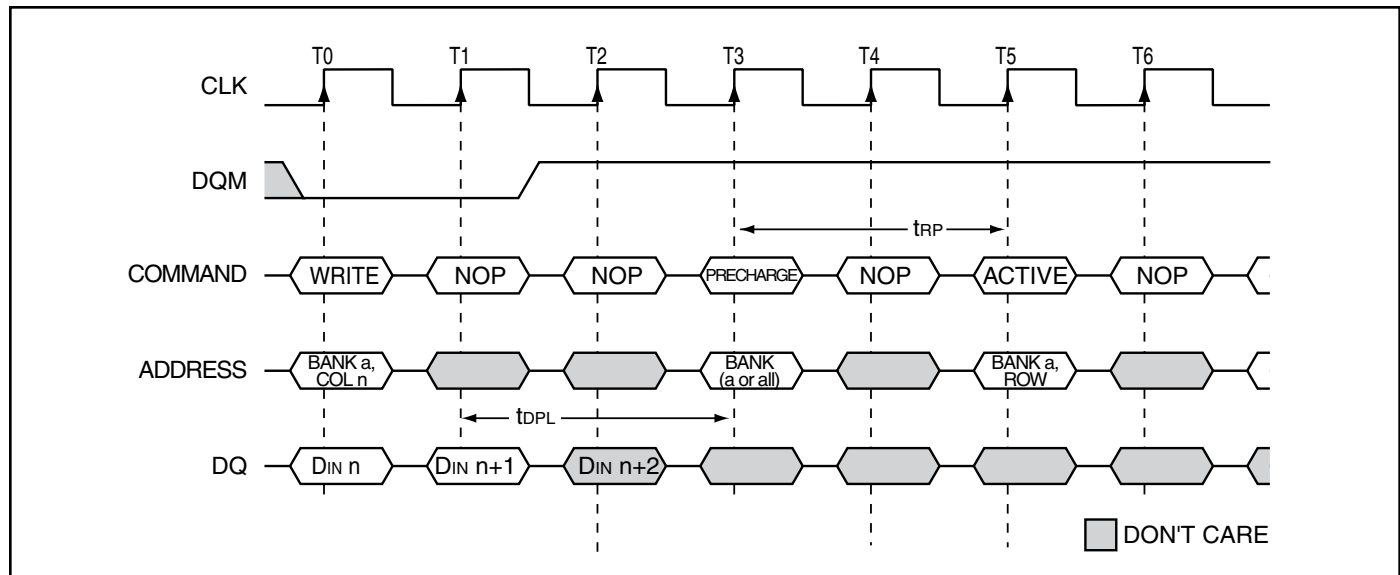 T0 T1 T2 T3 T4 T5 T6
CLK
DQM
tRP
COMMAND WRITE NOP NOP PRECHARGE NOP ACTIVE NOP
ADDRESS BANK a, COL n BANK (a or all) BANK a, ROW
tDPL
DQ DIN n DIN n+1 DIN n+2
DON'T CARE